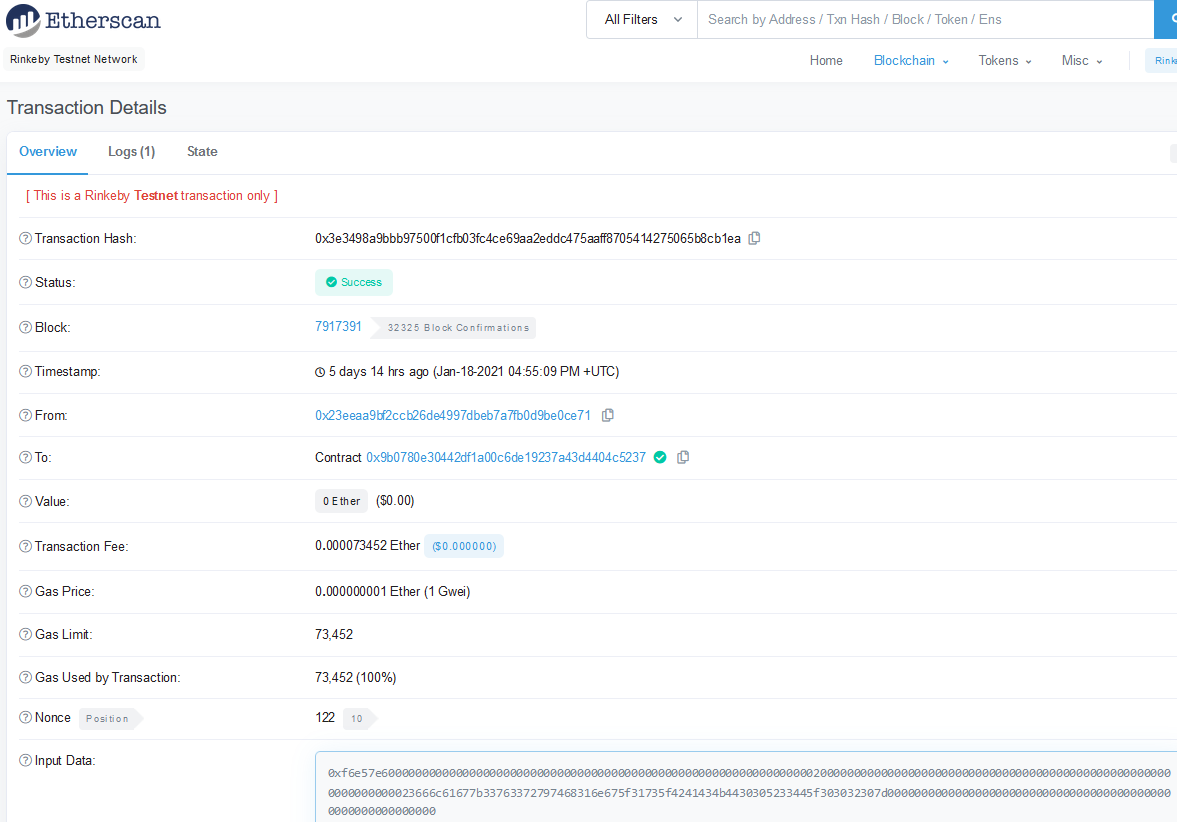 Etherscan
All Filters
Search by Address / Txn Hash / Block / Token / Ens
Rinkeby Testnet Network
Home Blockchain Tokens Misc Rinke
Transaction Details
Overview Logs (1) State
[ This is a Rinkeby Testnet transaction only ]
Transaction Hash: 0x3e3498a9bbb97500f1cfb03fc4ce69aa2eddc475aaff8705414275065b8cb1ea
Status: Success
Block: 7917391 32325 Block Confirmations
Timestamp: 5 days 14 hrs ago (Jan-18-2021 04:55:09 PM +UTC)
From: 0x23eeaa9bf2ccb26de4997dbeb7a7fb0d9be0ce71
To: Contract 0x9b0780e30442df1a00c6de19237a43d4404c5237
Value: 0 Ether ($0.00)
Transaction Fee: 0.000073452 Ether ($0.000000)
Gas Price: 0.000000001 Ether (1 Gwei)
Gas Limit: 73,452
Gas Used by Transaction: 73,452 (100%)
Nonce Position 122 10
Input Data:
0xf6e57e60000000000000000000000000000000000000000000000000000000000000000020000000000000000000000000000000000000000000000000000
0000000000023666c61677b33763372797468316e675f31735f4241434b4430305233445f303032307d000000000000000000000000000000000000000000
0000000000000000